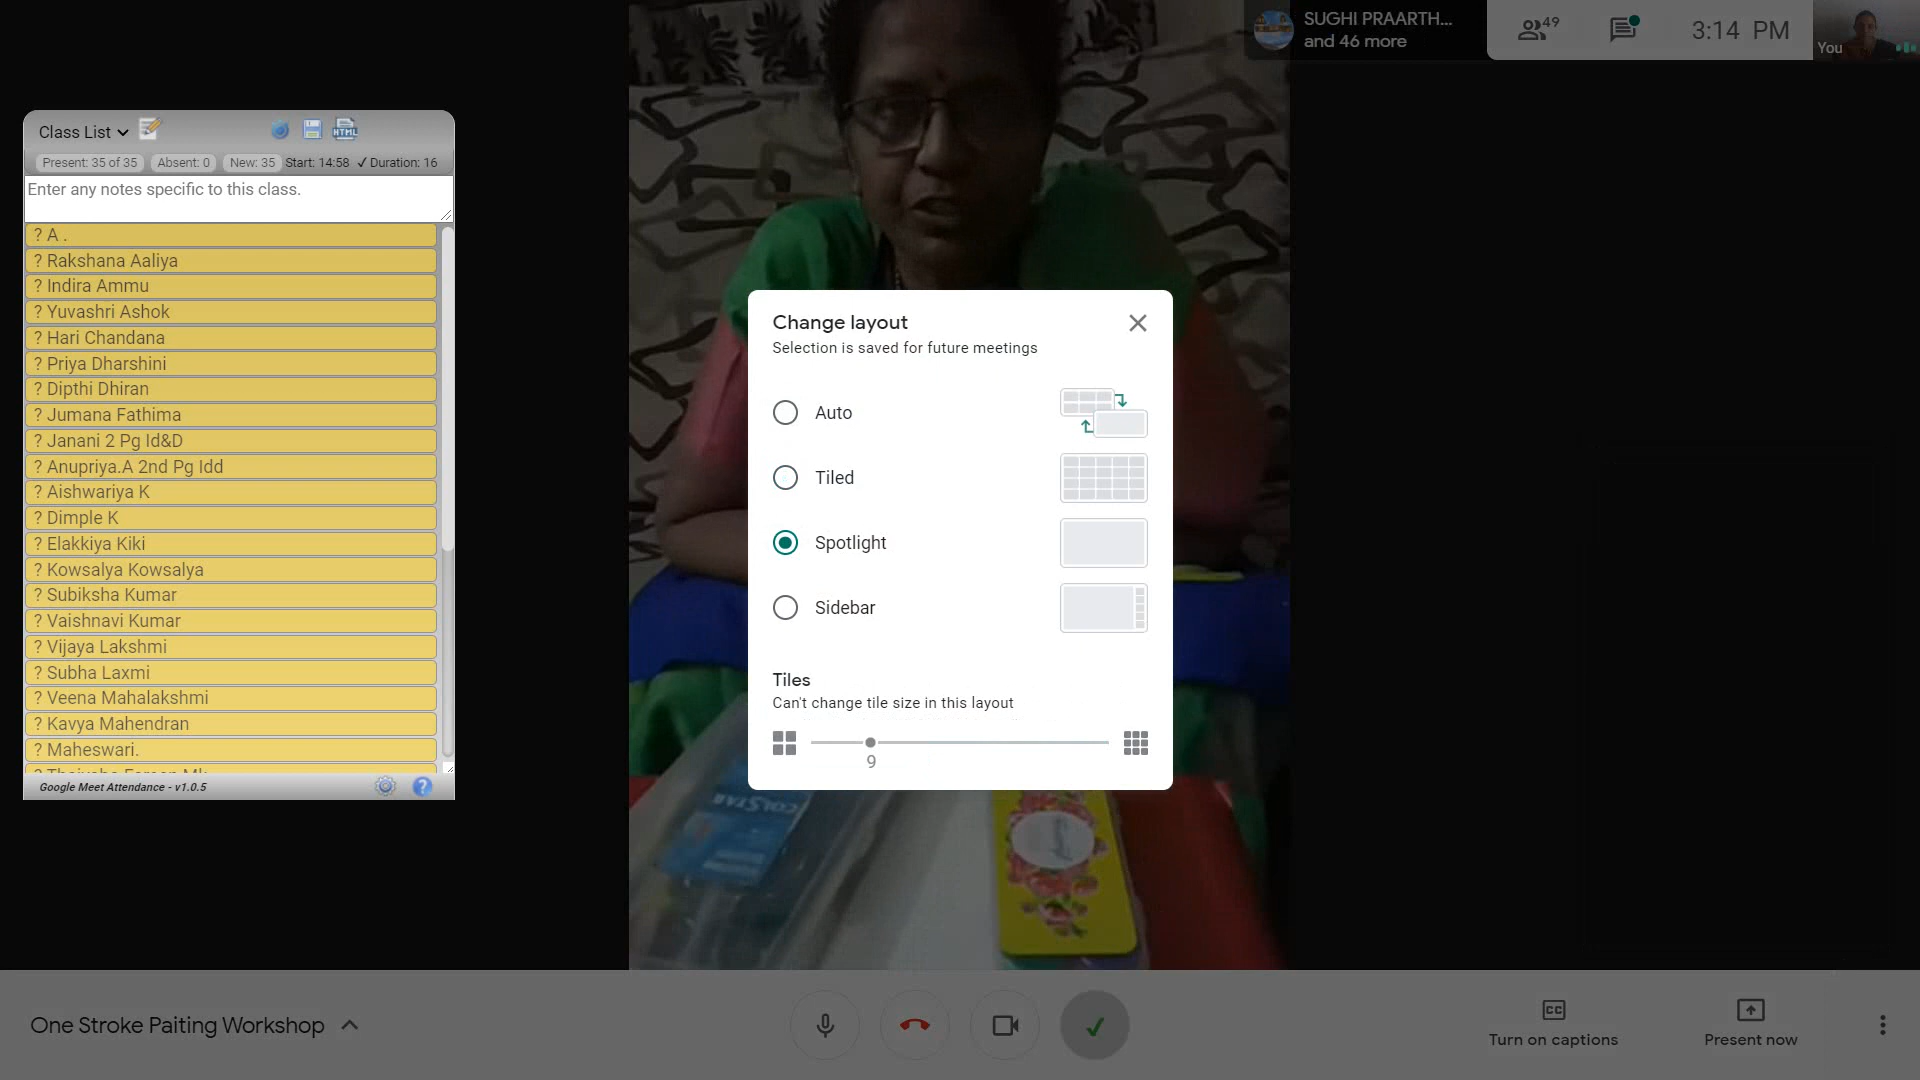 SUGHI PRAARTH...
and 46 more
49
3:14 PM
You
Class List
HTML
Present: 35 of 35
Absent: 0
New: 35
Start: 14:58
✓ Duration: 16
Enter any notes specific to this class.
? A .
? Rakshana Aaliya
? Indira Ammu
? Yuvashri Ashok
? Hari Chandana
? Priya Dharshini
? Dipthi Dhiran
? Jumana Fathima
? Janani 2 Pg Id&D
? Anupriya.A 2nd Pg Idd
? Aishwariya K
? Dimple K
? Elakkiya Kiki
? Kowsalya Kowsalya
? Subiksha Kumar
? Vaishnavi Kumar
? Vijaya Lakshmi
? Subha Laxmi
? Veena Mahalakshmi
? Kavya Mahendran
? Maheswari.
Google Meet Attendance - v1.0.5
?
Change layout
Selection is saved for future meetings
Auto
Tiled
Spotlight
Sidebar
Tiles
Can't change tile size in this layout
9
COLSTAR
One Stroke Paiting Workshop
CC
Turn on captions
Present now